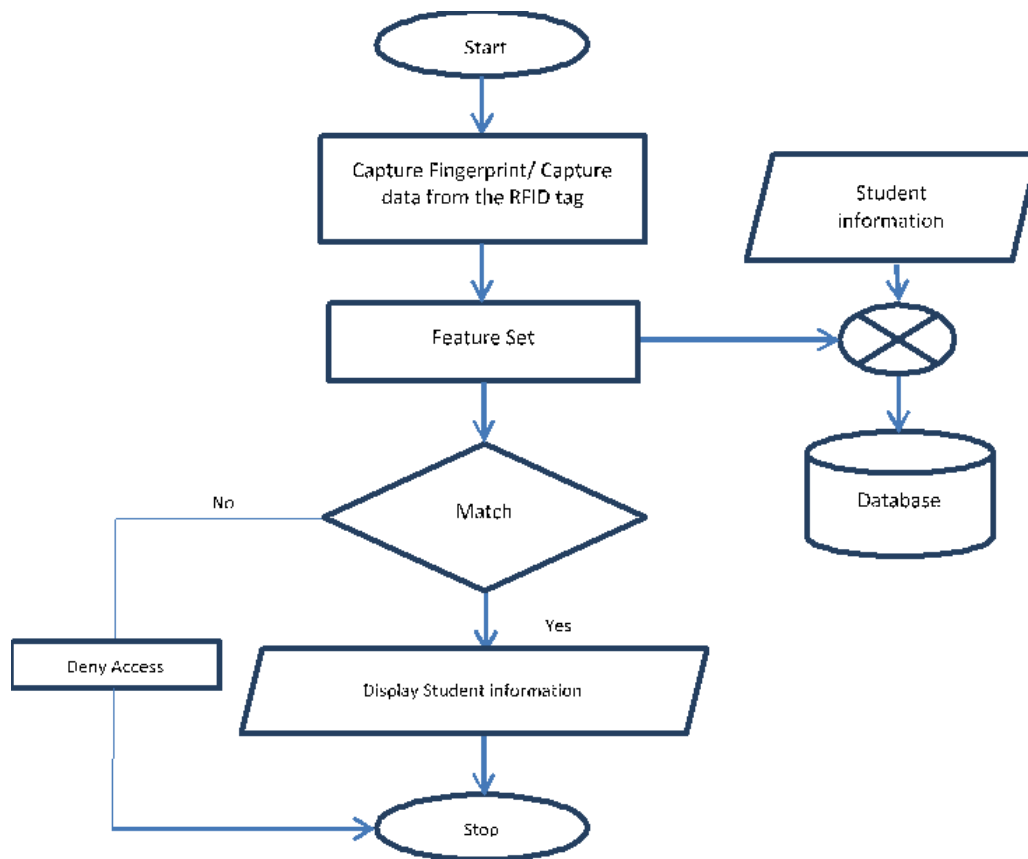 Start
Capture Fingerprint/ Capture
data from the RFID tag
Student
information
Feature Set
Match
Database
No
Yes
Deny Access
Display Student information
Stop